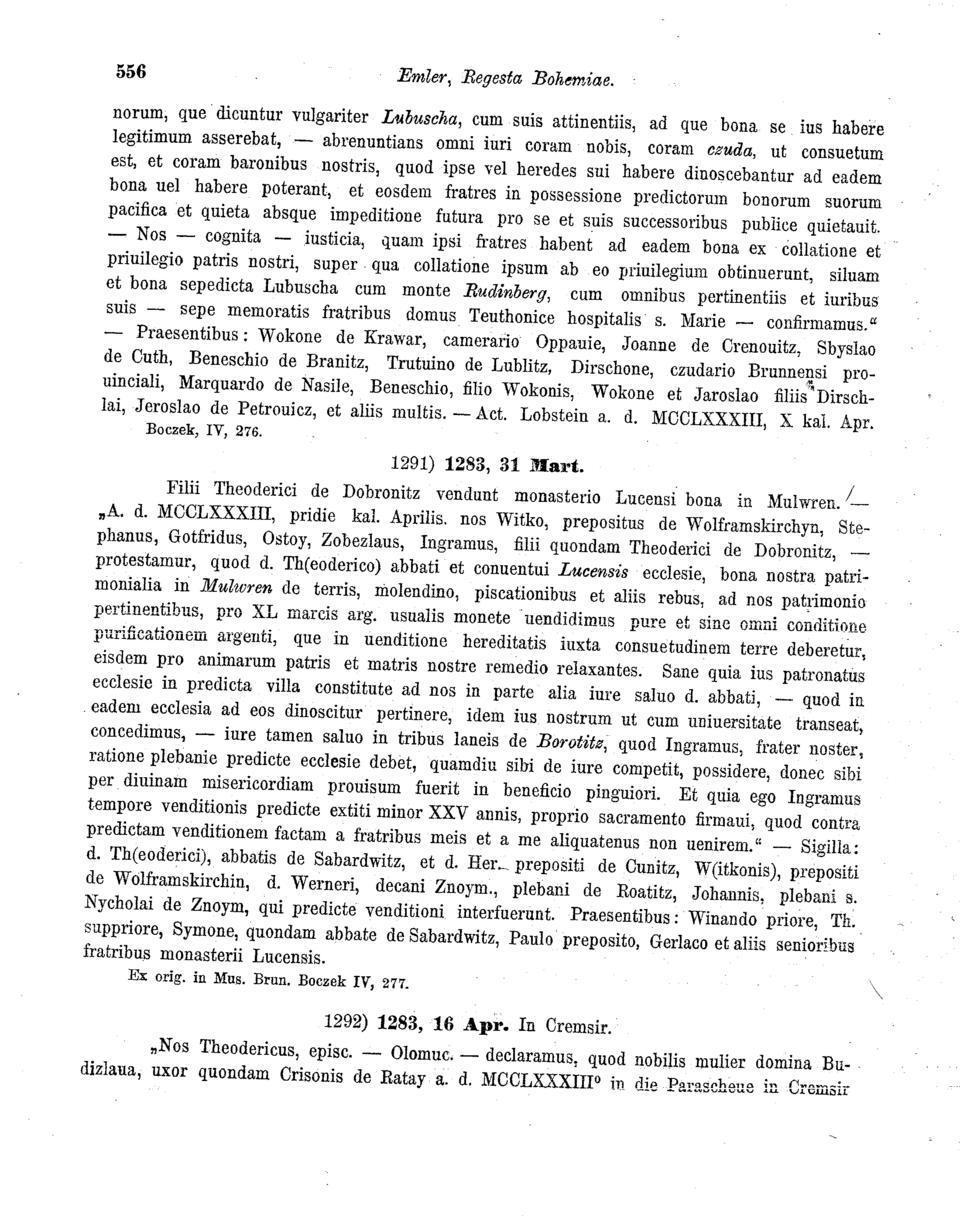 556
Emler, Regesta Bohemiae.
norum, que dicuntur vulgariter Lubuscha, cum suis attinentiis, ad que bona se ius habere
legitimum asserebat, — abrenuntians omni iuri coram nobis, coram czuda, ut consuetum
est, et coram baronibus nostris, quod ipse vel heredes sui habere dinoscebantur ad eadem
bona uel habere poterant, et eosdem fratres in possessione predictorum bonorum suorum
pacifica et quieta absque impeditione futura pro se et suis successoribus publice quietauit.
— Nos — cognita — iusticia, quam ipsi fratres habent ad eadem bona ex collatione et
priuilegio patris nostri, super qua collatione ipsum ab eo priuilegium obtinuerunt, siluam
et bona sepedicta Lubuscha cum monte Rudinberg, cum omnibus pertinentiis et iuribus
suis — sepe memoratis fratribus domus Teuthonice hospitalis s. Marie — confirmamus.“
— Praesentibus: Wokone de Krawar, camerario Oppauie, Joanne de Crenouitz, Sbyslao
de Cuth, Beneschio de Branitz, Trutuino de Lublitz, Dirschone, czudario Brunnensi pro-
uinciali, Marquardo de Nasile, Beneschio, filio Wokonis, Wokone et Jaroslao filiis Dirsch-
lai, Jeroslao de Petrouicz, et aliis multis. — Act. Lobstein a. d. MCCLXXXIII, X kal. Apr.
Boczek, IV, 276.
1291) 1283, 31 Mart.
Filii Theoderici de Dobronitz vendunt monasterio Lucensi bona in Mulwren. —
„A. d. MCCLXXXIII, pridie kal. Aprilis. nos Witko, prepositus de Wolframskirchyn, Ste-
phanus, Gotfridus, Ostoy, Zobezlaus, Ingramus, filii quondam Theoderici de Dobronitz, —
protestamur, quod d. Th(eoderico) abbati et conuentui Lucensis ecclesie, bona nostra patri-
monialia in Mulwren de terris, molendino, piscationibus et aliis rebus, ad nos patrimonio
pertinentibus, pro XL marcis arg. usualis monete uendidimus pure et sine omni conditione
purificationem argenti, que in uenditione hereditatis iuxta consuetudinem terre deberetur,
eisdem pro animarum patris et matris nostre remedio relaxantes. Sane quia ius patronatus
ecclesie in predicta villa constitute ad nos in parte alia iure saluo d. abbati, — quod in
eadem ecclesia ad eos dinoscitur pertinere, idem ius nostrum ut cum uniuersitate transeat,
concedimus, — iure tamen saluo in tribus laneis de Borotitz, quod Ingramus, frater noster,
ratione plebanie predicte ecclesie debet, quamdiu sibi de iure competit, possidere, donec sibi
per diuinam misericordiam prouisum fuerit in beneficio pinguiori. Et quia ego Ingramus
tempore venditionis predicte extiti minor XXV annis, proprio sacramento firmaui, quod contra
predictam venditionem factam a fratribus meis et a me aliquatenus non uenirem.“ — Sigilla:
d. Th(eoderici), abbatis de Sabardwitz, et d. Her. prepositi de Cunitz, W(itkonis), prepositi
de Wolframskirchin, d. Werneri, decani Znoym., plebani de Roatitz, Johannis, plebani s.
Nycholai de Znoym, qui predicte venditioni interfuerunt. Praesentibus: Winando priore, Th.
suppriore, Symone, quondam abbate de Sabardwitz, Paulo preposito, Gerlaco et aliis senioribus
fratribus monasterii Lucensis.
Ex orig. in Mus. Brun. Boczek IV, 277.
1292) 1283, 16 Apr. In Cremsir.
„Nos Theodericus, episc. — Olomuc. — declaramus, quod nobilis mulier domina Bu-
dizlaua, uxor quondam Crisonis de Ratay a. d. MCCLXXXIII⁰ in die Parascheue in Cremsir